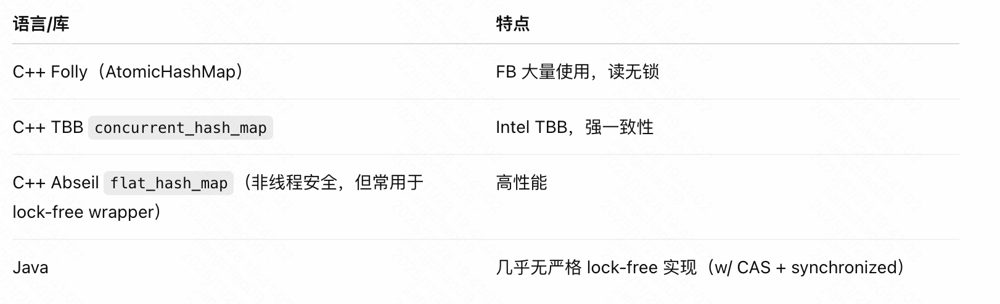 语言/库
特点
C++ Folly（AtomicHashMap）
FB 大量使用，读无锁
C++ TBB concurrent_hash_map
Intel TBB，强一致性
C++ Abseil flat_hash_map（非线程安全，但常用于
lock-free wrapper）
高性能
Java
几乎无严格 lock-free 实现（w/ CAS + synchronized）